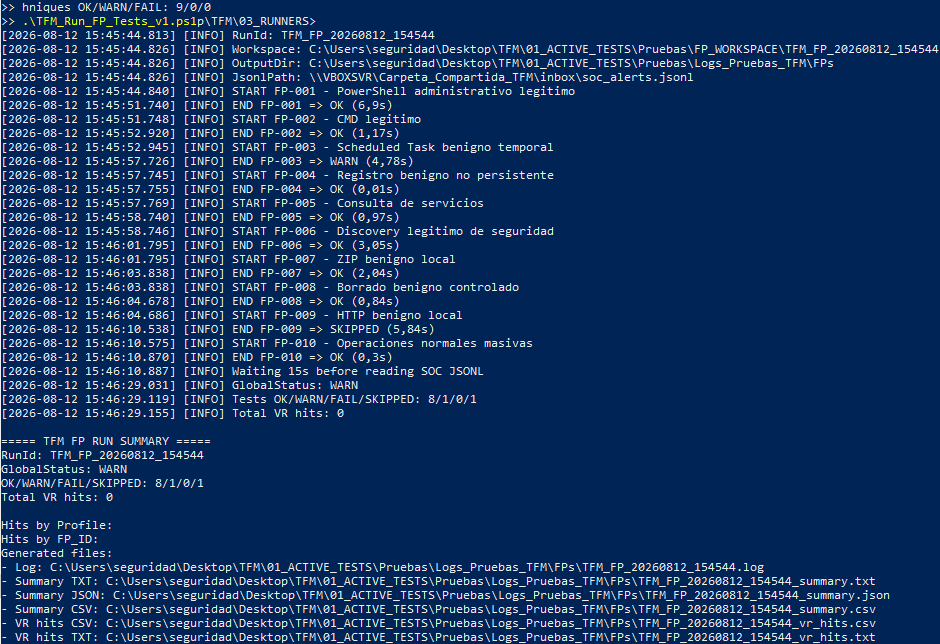 >> hniques OK/WARN/FAIL: 9/0/0
>> .\TFM_Run_FP_Tests_v1.ps1p\TFM\03_RUNNERS>
[2026-08-12 15:45:44.813] [INFO] RunId: TFM_FP_20260812_154544
[2026-08-12 15:45:44.826] [INFO] Workspace: C:\Users\seguridad\Desktop\TFM\01_ACTIVE_TESTS\Pruebas\FP_WORKSPACE\TFM_FP_20260812_154544
[2026-08-12 15:45:44.826] [INFO] OutputDir: C:\Users\seguridad\Desktop\TFM\01_ACTIVE_TESTS\Pruebas\Logs_Pruebas_TFM\FPs
[2026-08-12 15:45:44.826] [INFO] JsonlPath: \\VBOXSVR\Carpeta_Compartida_TFM\inbox\soc_alerts.jsonl
[2026-08-12 15:45:44.840] [INFO] START FP-001 - PowerShell administrativo legitimo
[2026-08-12 15:45:51.740] [INFO] END FP-001 => OK (6,9s)
[2026-08-12 15:45:51.748] [INFO] START FP-002 - CMD legitimo
[2026-08-12 15:45:52.920] [INFO] END FP-002 => OK (1,17s)
[2026-08-12 15:45:52.945] [INFO] START FP-003 - Scheduled Task benigno temporal
[2026-08-12 15:45:57.726] [INFO] END FP-003 => WARN (4,78s)
[2026-08-12 15:45:57.745] [INFO] START FP-004 - Registro benigno no persistente
[2026-08-12 15:45:57.755] [INFO] END FP-004 => OK (0,01s)
[2026-08-12 15:45:57.769] [INFO] START FP-005 - Consulta de servicios
[2026-08-12 15:45:58.740] [INFO] END FP-005 => OK (0,97s)
[2026-08-12 15:45:58.746] [INFO] START FP-006 - Discovery legitimo de seguridad
[2026-08-12 15:46:01.795] [INFO] END FP-006 => OK (3,05s)
[2026-08-12 15:46:01.795] [INFO] START FP-007 - ZIP benigno local
[2026-08-12 15:46:03.838] [INFO] END FP-007 => OK (2,04s)
[2026-08-12 15:46:03.838] [INFO] START FP-008 - Borrado benigno controlado
[2026-08-12 15:46:04.678] [INFO] END FP-008 => OK (0,84s)
[2026-08-12 15:46:04.686] [INFO] START FP-009 - HTTP benigno local
[2026-08-12 15:46:10.538] [INFO] END FP-009 => SKIPPED (5,84s)
[2026-08-12 15:46:10.575] [INFO] START FP-010 - Operaciones normales masivas
[2026-08-12 15:46:10.870] [INFO] END FP-010 => OK (0,3s)
[2026-08-12 15:46:10.887] [INFO] Waiting 15s before reading SOC JSONL
[2026-08-12 15:46:29.031] [INFO] GlobalStatus: WARN
[2026-08-12 15:46:29.119] [INFO] Tests OK/WARN/FAIL/SKIPPED: 8/1/0/1
[2026-08-12 15:46:29.155] [INFO] Total VR hits: 0
===== TFM FP RUN SUMMARY =====
RunId: TFM_FP_20260812_154544
GlobalStatus: WARN
OK/WARN/FAIL/SKIPPED: 8/1/0/1
Total VR hits: 0
Hits by Profile:
Hits by FP_ID:
Generated files:
- Log: C:\Users\seguridad\Desktop\TFM\01_ACTIVE_TESTS\Pruebas\Logs_Pruebas_TFM\FPs\TFM_FP_20260812_154544.log
- Summary TXT: C:\Users\seguridad\Desktop\TFM\01_ACTIVE_TESTS\Pruebas\Logs_Pruebas_TFM\FPs\TFM_FP_20260812_154544_summary.txt
- Summary JSON: C:\Users\seguridad\Desktop\TFM\01_ACTIVE_TESTS\Pruebas\Logs_Pruebas_TFM\FPs\TFM_FP_20260812_154544_summary.json
- Summary CSV: C:\Users\seguridad\Desktop\TFM\01_ACTIVE_TESTS\Pruebas\Logs_Pruebas_TFM\FPs\TFM_FP_20260812_154544_summary.csv
- VR hits CSV: C:\Users\seguridad\Desktop\TFM\01_ACTIVE_TESTS\Pruebas\Logs_Pruebas_TFM\FPs\TFM_FP_20260812_154544_vr_hits.csv
- VR hits TXT: C:\Users\seguridad\Desktop\TFM\01_ACTIVE_TESTS\Pruebas\Logs_Pruebas_TFM\FPs\TFM_FP_20260812_154544_vr_hits.txt